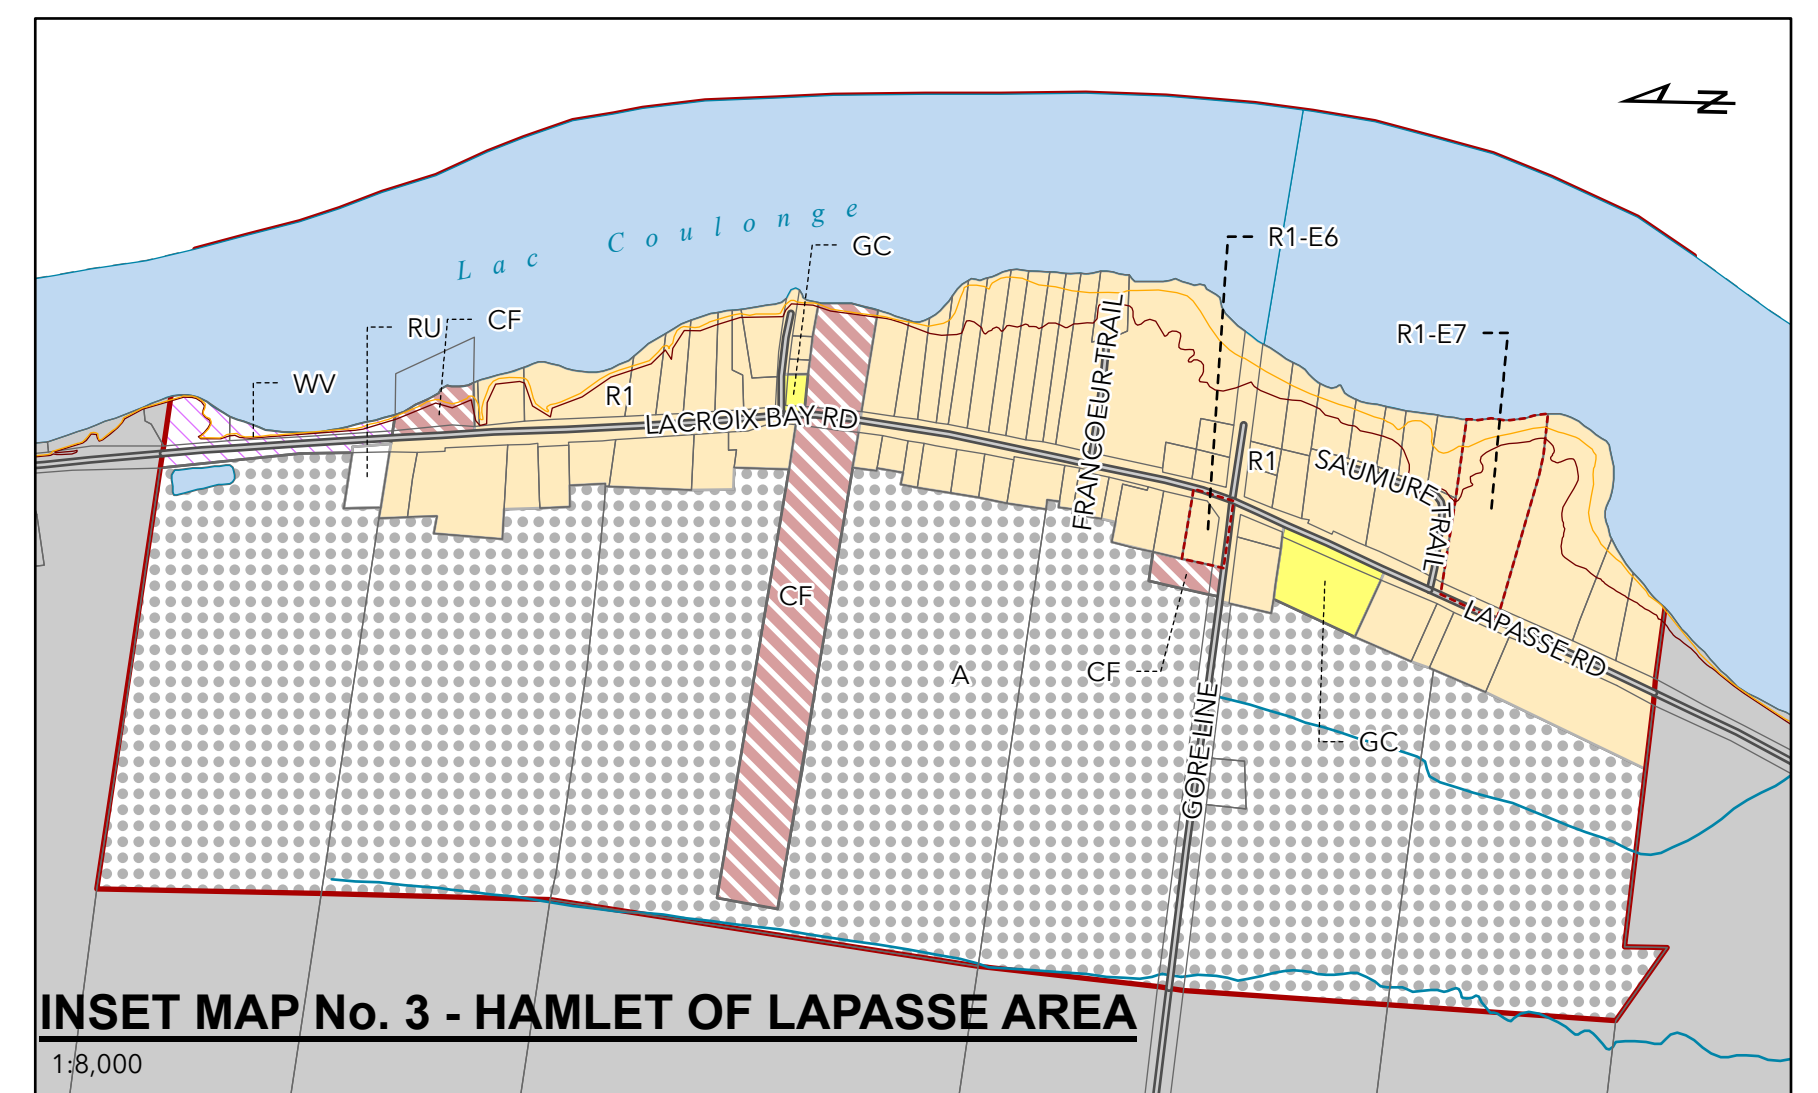 N
Lac Coulonge
R1-E6
GC
CF
RU
R1-E7
WV
R1
LACROIX BAY RD
FRANCOEUR TRAIL
R1
SAUMURE TRAIL
CF
A
CF
LAPASSE RD
GORE LINE
GC
INSET MAP No. 3 - HAMLET OF LAPASSE AREA
1:8,000